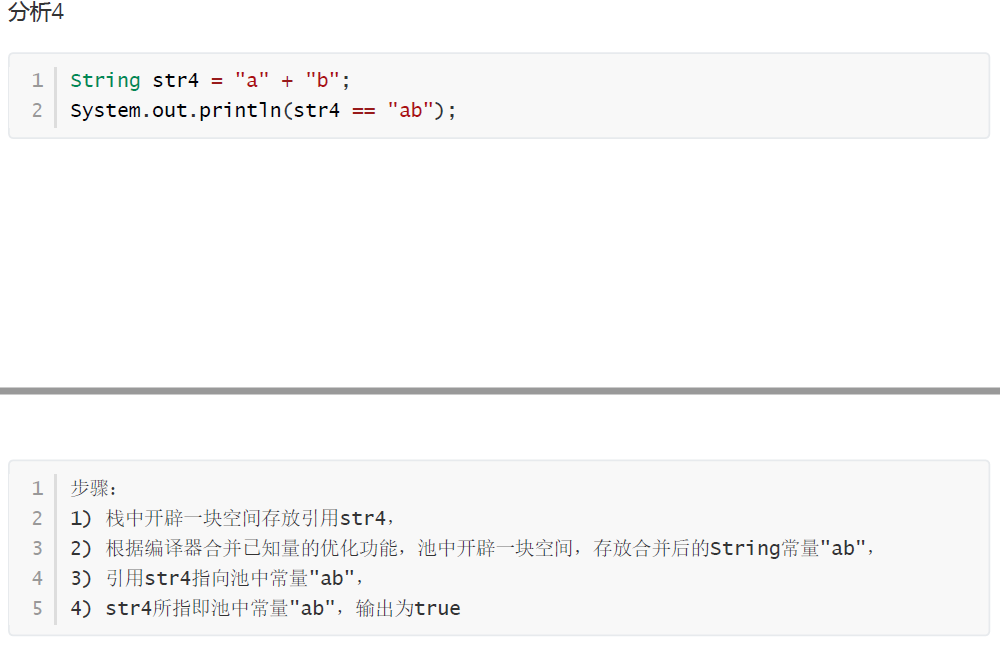 分析4
1 String str4 = "a" + "b";
2 System.out.println(str4 == "ab");
1 步骤：
2 1) 栈中开辟一块空间存放引用str4，
3 2) 根据编译器合并已知量的优化功能，池中开辟一块空间，存放合并后的String常量"ab"，
4 3) 引用str4指向池中常量"ab"，
5 4) str4所指即池中常量"ab"，输出为true